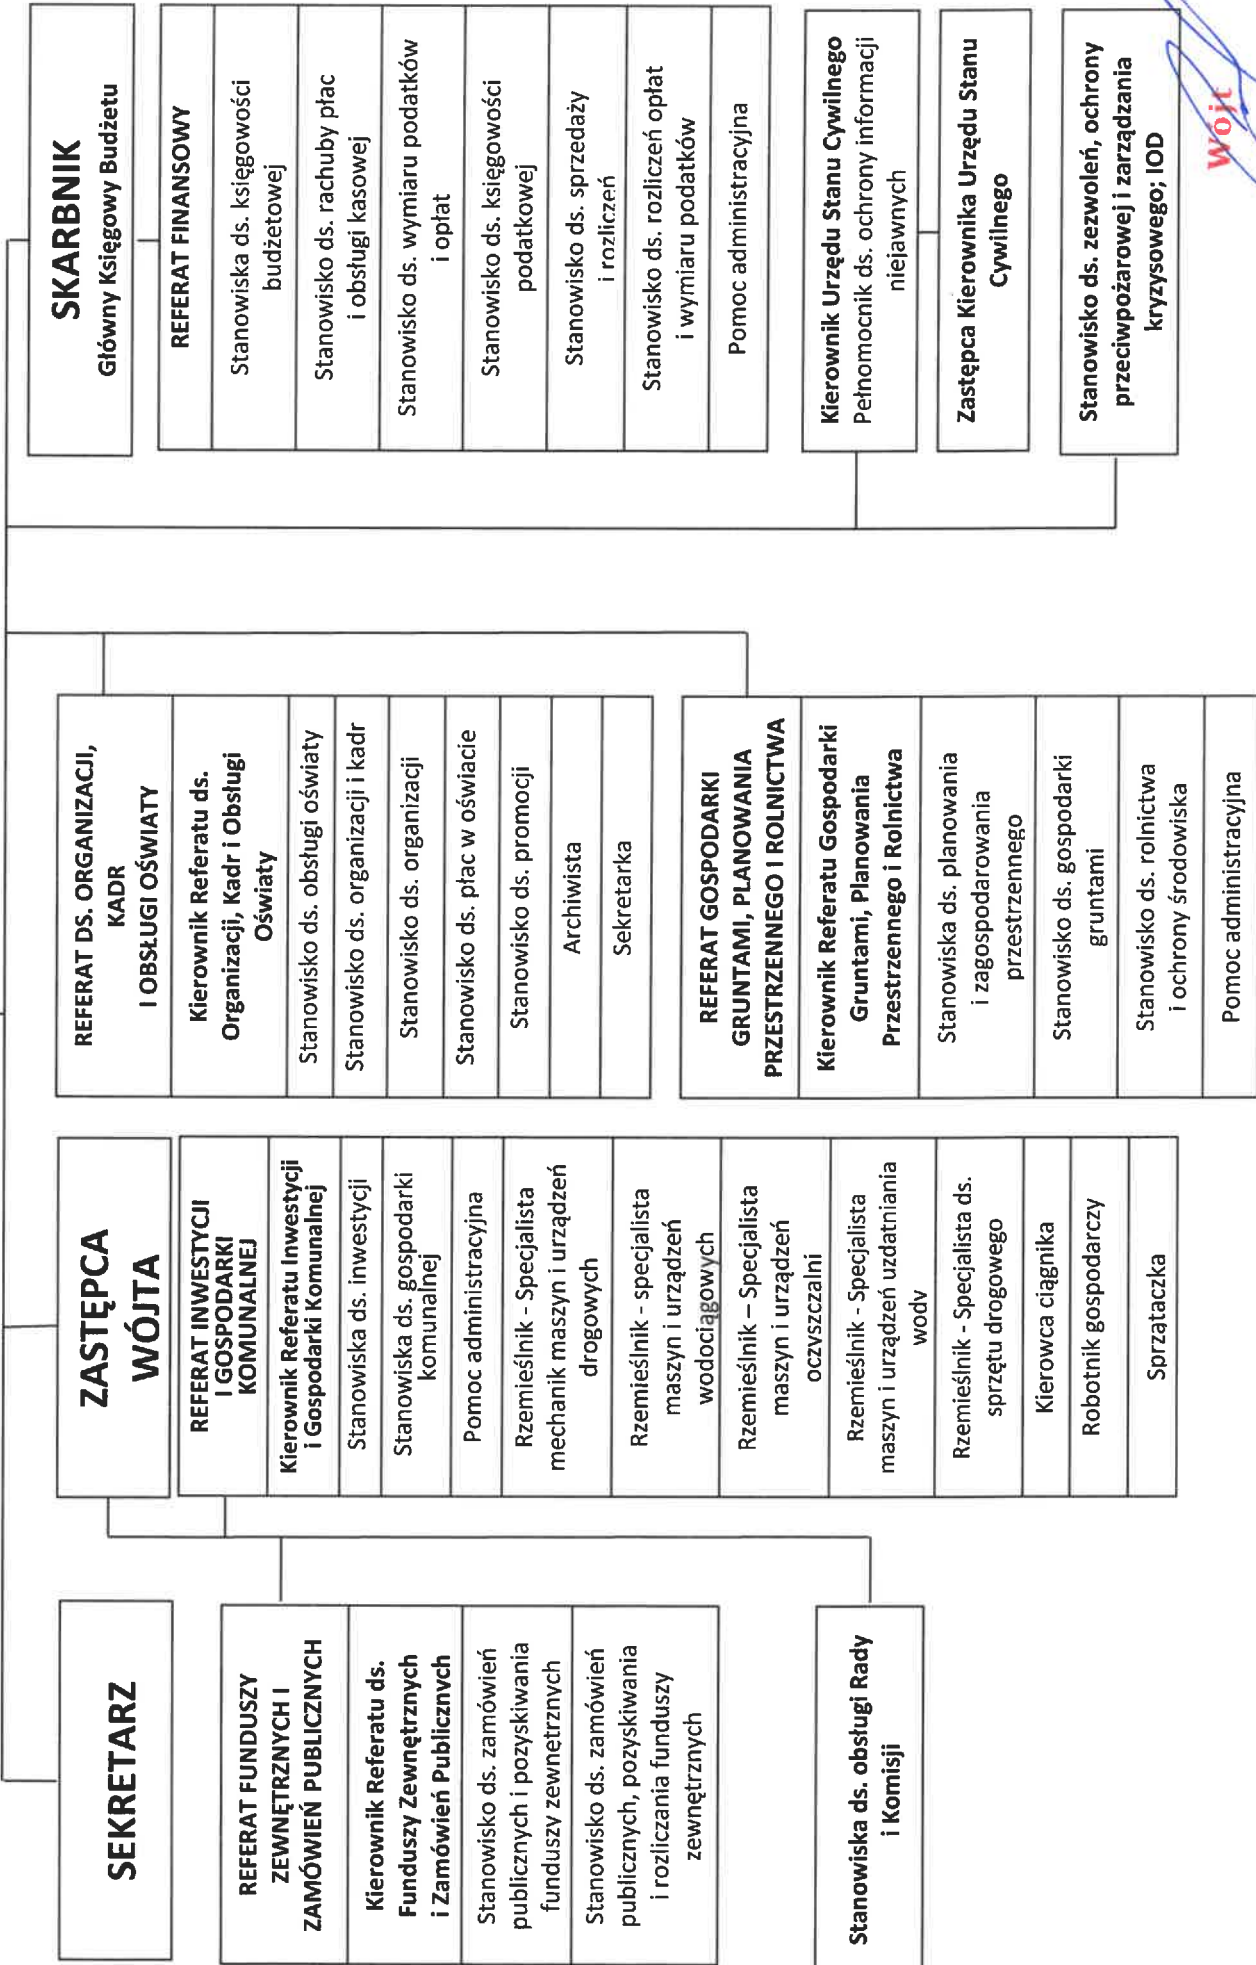 SEKRETARZ
REFERAT FUNDUSZY
ZEWNĘTRZNYCH I
ZAMÓWIEŃ PUBLICZNYCH
Kierownik Referatu ds.
Funduszy Zewnętrznych
i Zamówień Publicznych
Stanowisko ds. zamówień
publicznych i pozyskiwania
funduszy zewnętrznych
Stanowisko ds. zamówień
publicznych, pozyskiwania
i rozliczania funduszy
zewnętrznych
Stanowiska ds. obsługi Rady
i Komisji
ZASTĘPCA
WÓJTA
REFERAT INWESTYCJI
I GOSPODARKI
KOMUNALNEJ
Kierownik Referatu Inwestycji
i Gospodarki Komunalnej
Stanowiska ds. inwestycji
Stanowiska ds. gospodarki
komunalnej
Pomoc administracyjna
Rzemieślnik - Specjalista
mechanik maszyn i urządzeń
drogowych
Rzemieślnik - specjalista
maszyn i urządzeń
wodociągowych
Rzemieślnik – Specjalista
maszyn i urządzeń
oczyszczalni
Rzemieślnik - Specjalista
maszyn i urządzeń uzdatniania
wody
Rzemieślnik - Specjalista ds.
sprzętu drogowego
Kierowca ciągnika
Robotnik gospodarczy
Sprzątaczka
REFERAT DS. ORGANIZACJI,
KADR
I OBSŁUGI OŚWIATY
Kierownik Referatu ds.
Organizacji, Kadr i Obsługi
Oświaty
Stanowisko ds. obsługi oświaty
Stanowisko ds. organizacji i kadr
Stanowisko ds. organizacji
Stanowisko ds. płac w oświacie
Stanowisko ds. promocji
Archiwista
Sekretarka
REFERAT GOSPODARKI
GRUNTAMI, PLANOWANIA
PRZESTRZENNEGO I ROLNICTWA
Kierownik Referatu Gospodarki
Gruntami, Planowania
Przestrzennego i Rolnictwa
Stanowiska ds. planowania
i zagospodarowania
przestrzennego
Stanowisko ds. gospodarki
gruntami
Stanowisko ds. rolnictwa
i ochrony środowiska
Pomoc administracyjna
SKARBNIK
Główny Księgowy Budżetu
REFERAT FINANSOWY
Stanowiska ds. księgowości
budżetowej
Stanowisko ds. rachuby płac
i obsługi kasowej
Stanowisko ds. wymiaru podatków
i opłat
Stanowisko ds. księgowości
podatkowej
Stanowisko ds. sprzedaży
i rozliczeń
Stanowisko ds. rozliczeń opłat
i wymiaru podatków
Pomoc administracyjna
Kierownik Urzędu Stanu Cywilnego
Pełnomocnik ds. ochrony informacji
niejawnych
Zastępca Kierownika Urzędu Stanu
Cywilnego
Stanowisko ds. zezwoleń, ochrony
przeciwpożarowej i zarządzania
kryzysowego; IOD
Wójt